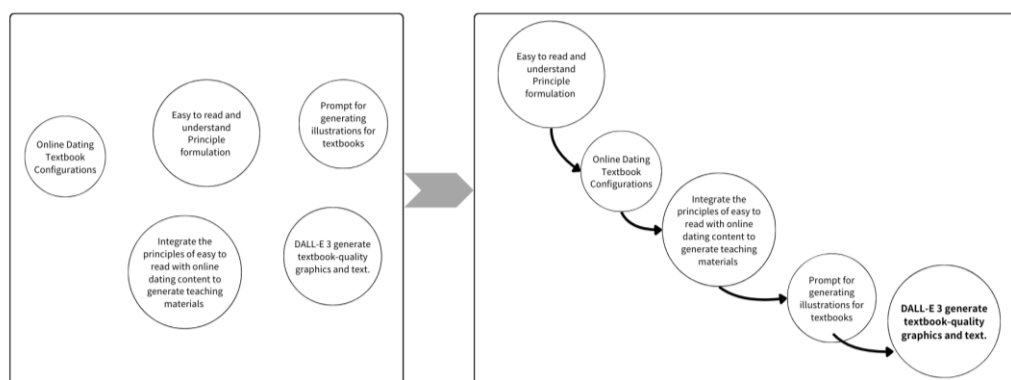 Online Dating
Textbook
Configurations
Easy to read and
understand
Principle
formulation
Prompt for
generating
illustrations for
textbooks
Integrate the
principles of easy to
read with online
dating content to
generate teaching
materials
DALL-E 3 generate
textbook-quality
graphics and text.
Easy to read and
understand
Principle
formulation
Online Dating
Textbook
Configurations
Integrate the
principles of easy to
read with online
dating content to
generate teaching
materials
Prompt for
generating
illustrations for
textbooks
DALL-E 3 generate
textbook-quality
graphics and text.